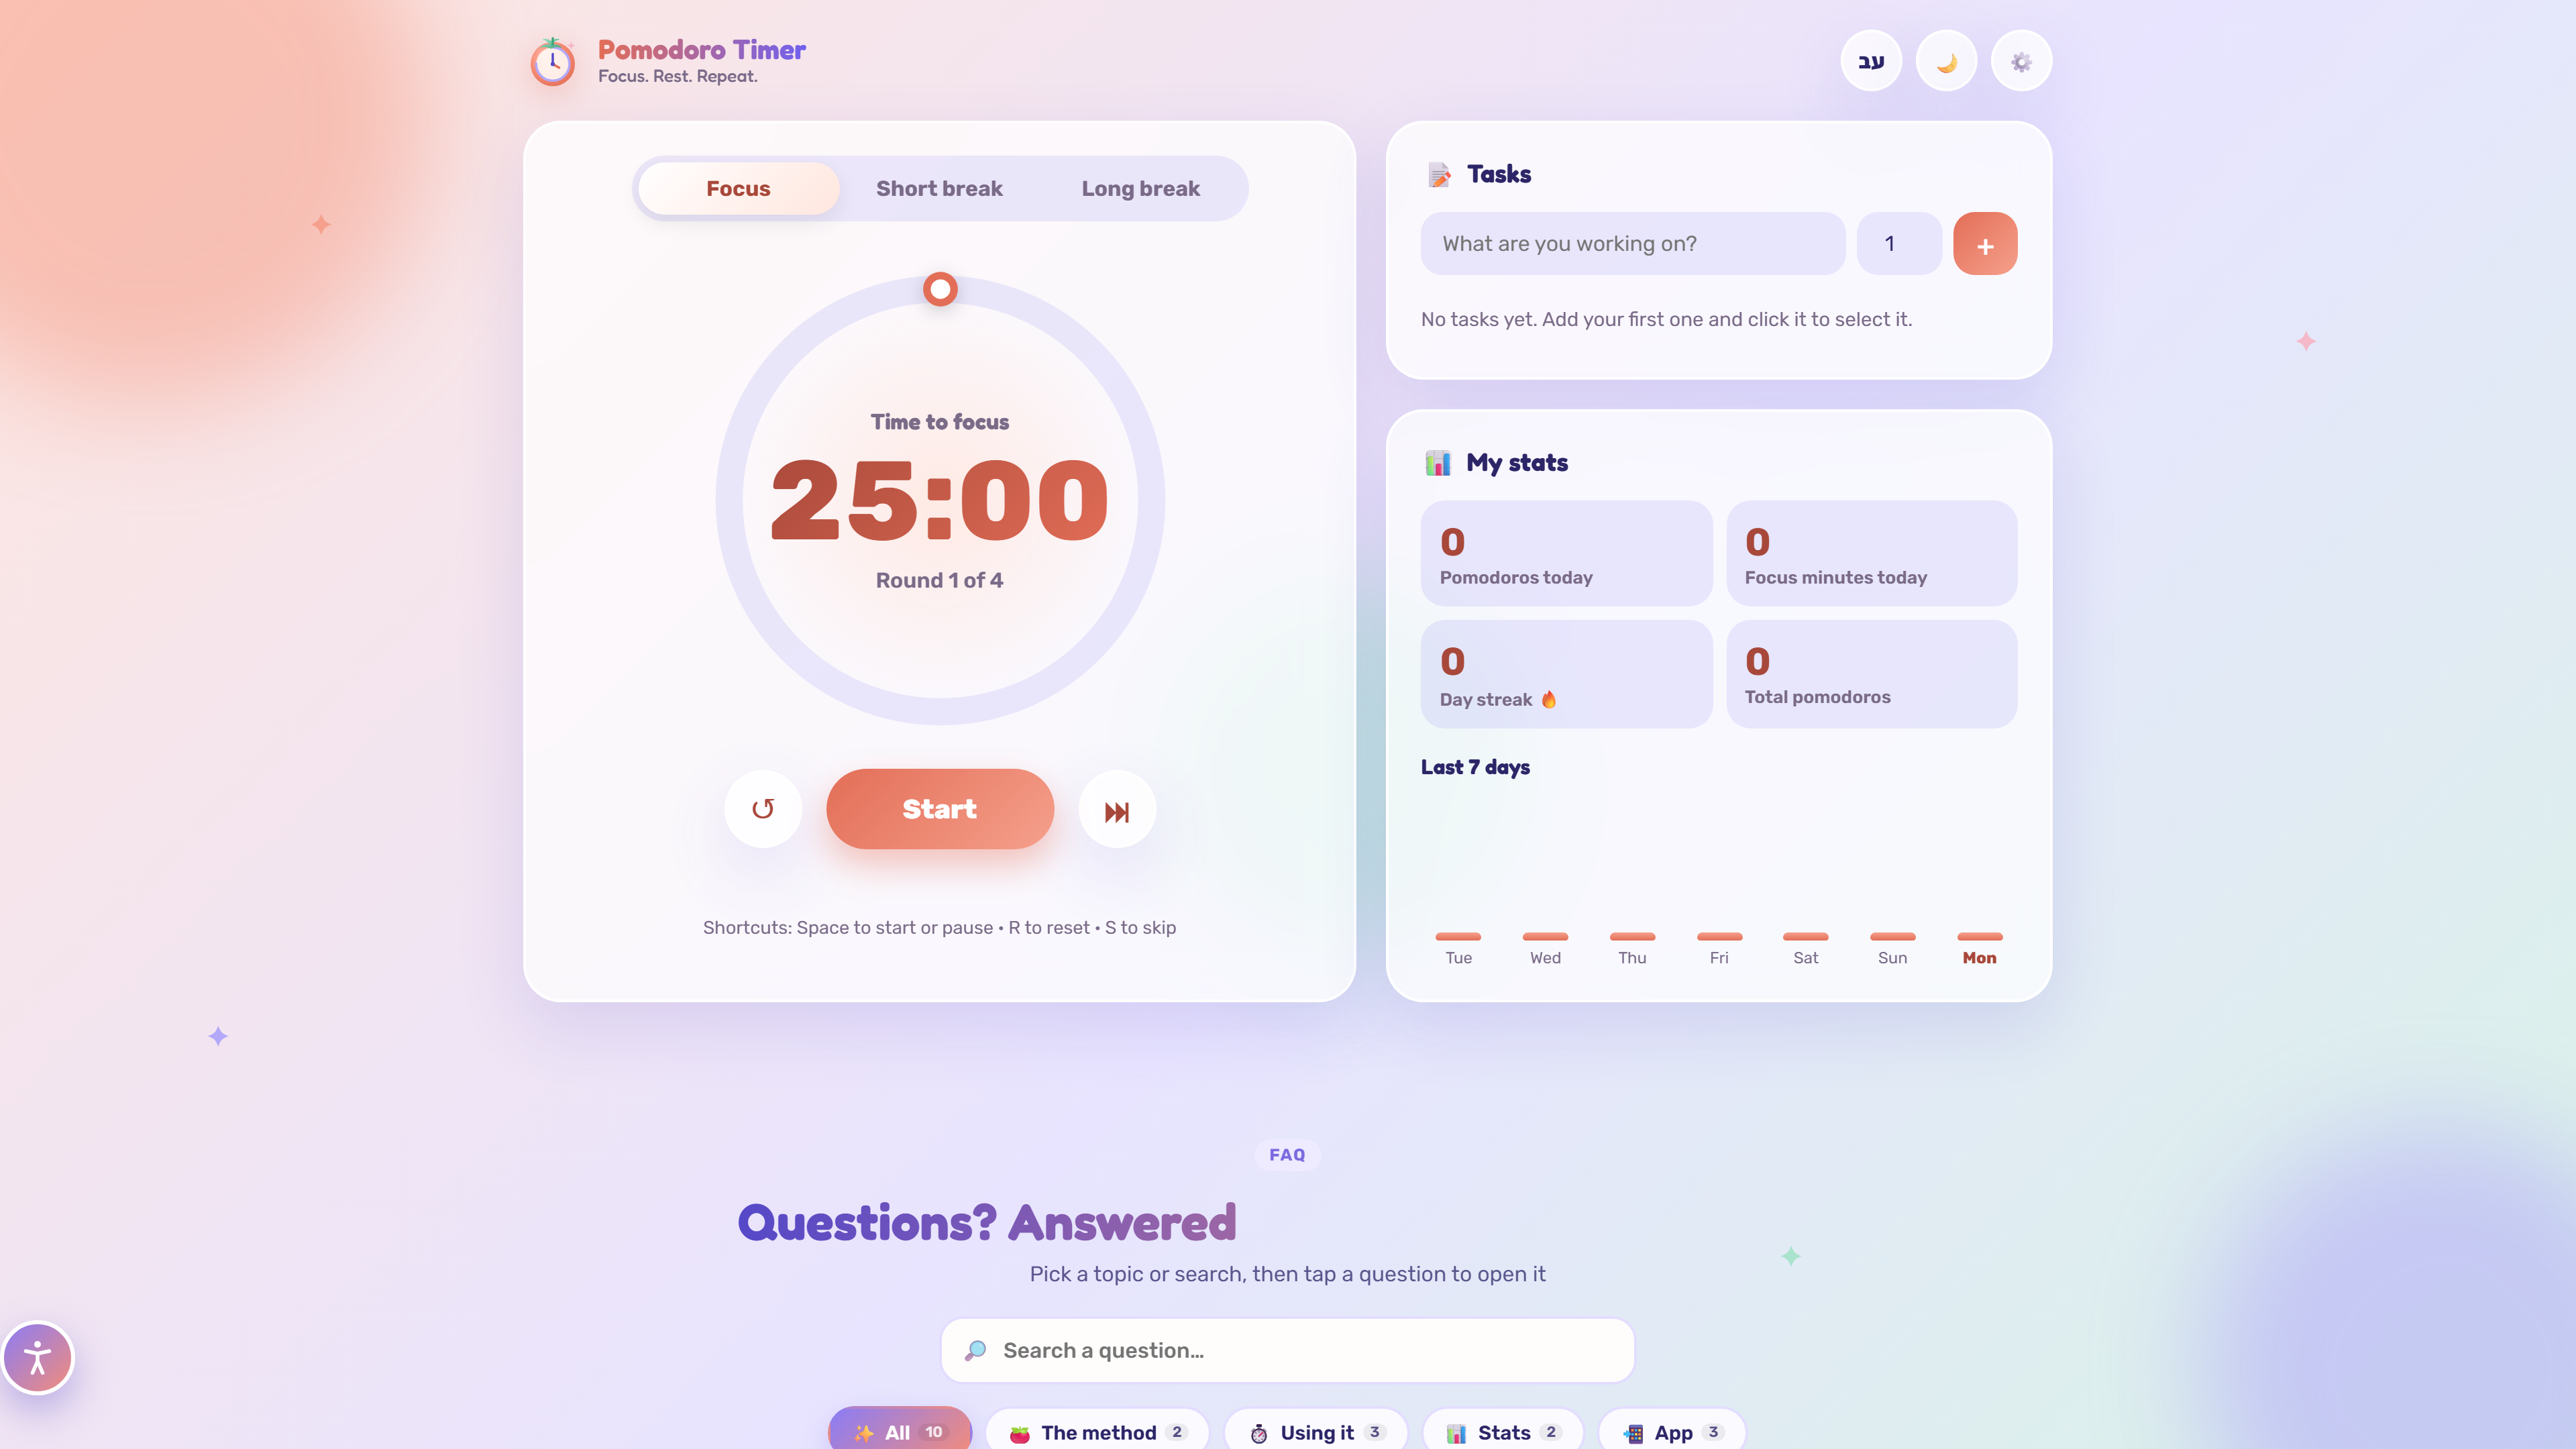 Pomodoro Timer
Focus. Rest. Repeat.
עב
Focus
Short break
Long break
Time to focus
25:00
Round 1 of 4
Start
Shortcuts: Space to start or pause • R to reset • S to skip
Tasks
What are you working on?
1
+
No tasks yet. Add your first one and click it to select it.
My stats
0
Pomodoros today
0
Focus minutes today
0
Day streak 🔥
0
Total pomodoros
Last 7 days
Tue
Wed
Thu
Fri
Sat
Sun
Mon
FAQ
Questions? Answered
Pick a topic or search, then tap a question to open it
Search a question...
All 10
The method 2
Using it 3
Stats 2
App 3